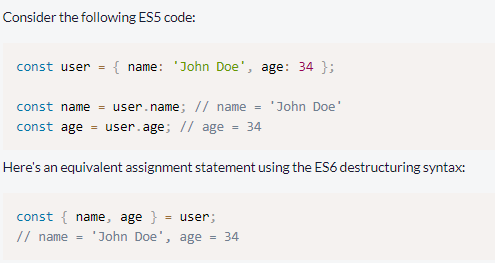 Consider the following ES5 code:
const user = { name: 'John Doe', age: 34 };
const name = user.name; // name = 'John Doe'
const age = user.age; // age = 34
Here's an equivalent assignment statement using the ES6 destructuring syntax:
const { name, age } = user;
// name = 'John Doe', age = 34